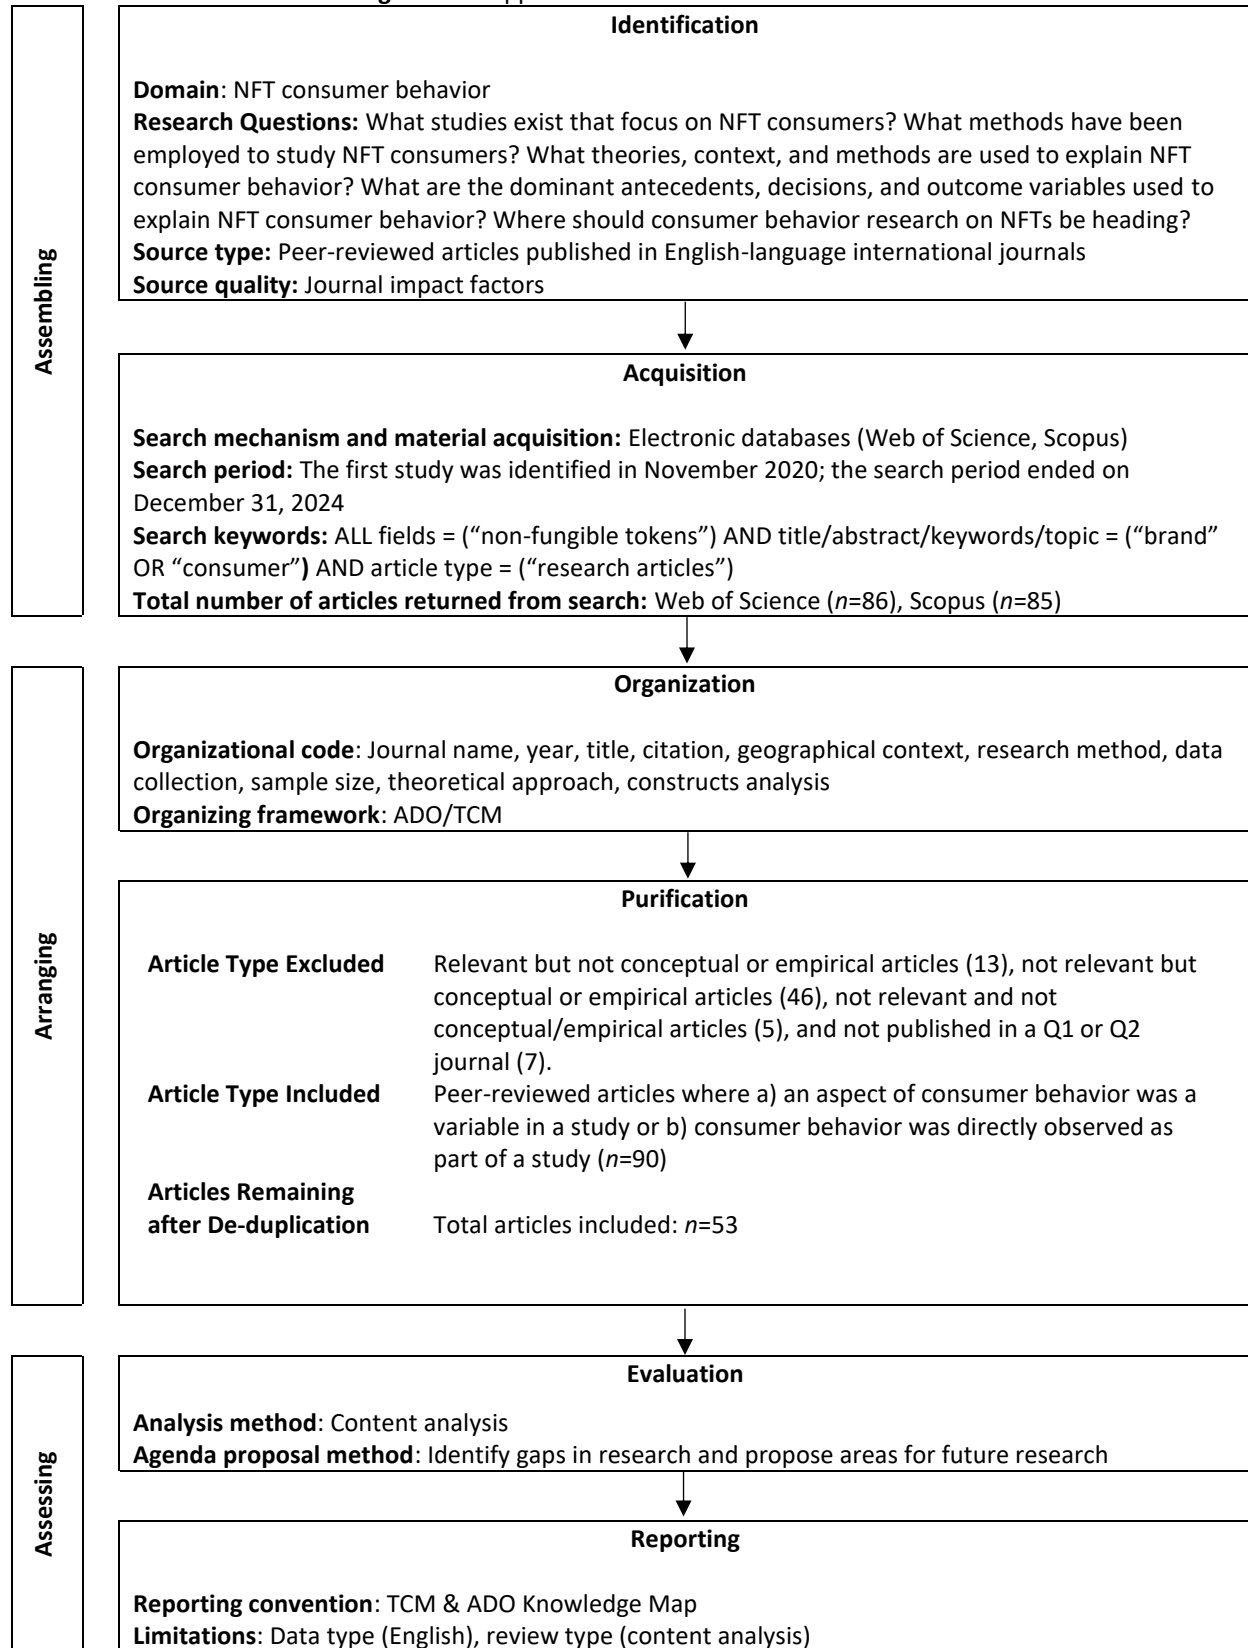 Identification
Domain: NFT consumer behavior
Research Questions: What studies exist that focus on NFT consumers? What methods have been
employed to study NFT consumers? What theories, context, and methods are used to explain NFT
consumer behavior? What are the dominant antecedents, decisions, and outcome variables used to
explain NFT consumer behavior? Where should consumer behavior research on NFTs be heading?
Source type: Peer-reviewed articles published in English-language international journals
Source quality: Journal impact factors
Assembling
Acquisition
Search mechanism and material acquisition: Electronic databases (Web of Science, Scopus)
Search period: The first study was identified in November 2020; the search period ended on
December 31, 2024
Search keywords: ALL fields = (“non-fungible tokens”) AND title/abstract/keywords/topic = (“brand”
OR “consumer”) AND article type = (“research articles”)
Total number of articles returned from search: Web of Science (n=86), Scopus (n=85)
Organization
Organizational code: Journal name, year, title, citation, geographical context, research method, data
collection, sample size, theoretical approach, constructs analysis
Organizing framework: ADO/TCM
Arranging
Purification
Article Type Excluded Relevant but not conceptual or empirical articles (13), not relevant but
conceptual or empirical articles (46), not relevant and not
conceptual/empirical articles (5), and not published in a Q1 or Q2
journal (7).
Article Type Included Peer-reviewed articles where a) an aspect of consumer behavior was a
variable in a study or b) consumer behavior was directly observed as
part of a study (n=90)
Articles Remaining
after De-duplication Total articles included: n=53
Evaluation
Analysis method: Content analysis
Agenda proposal method: Identify gaps in research and propose areas for future research
Assessing
Reporting
Reporting convention: TCM & ADO Knowledge Map
Limitations: Data type (English), review type (content analysis)